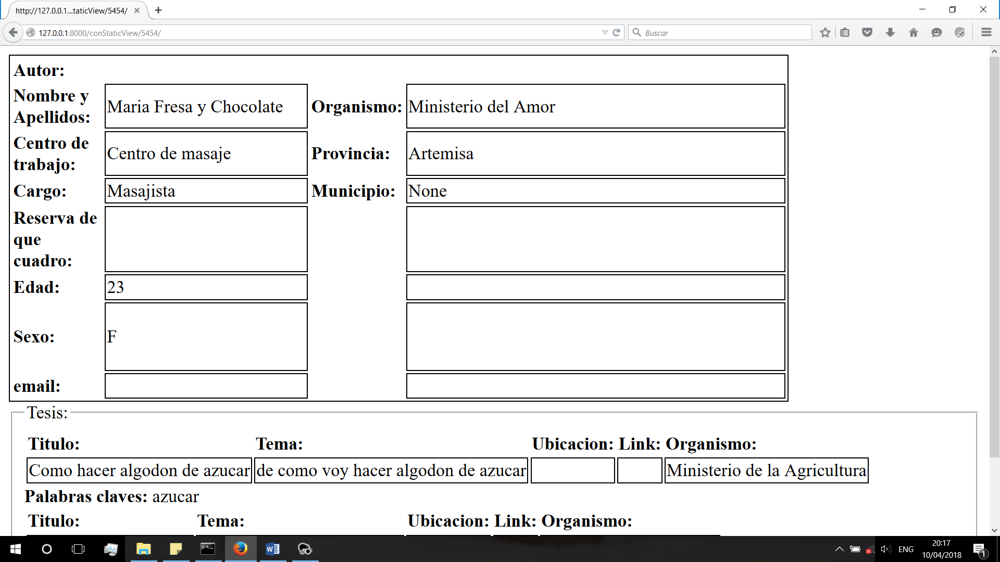 http://127.0.0.1...taticView/5454/
127.0.0.1:8000/conStaticView/5454/
Buscar
Autor:
Nombre y Apellidos:
Maria Fresa y Chocolate
Organismo:
Ministerio del Amor
Centro de trabajo:
Centro de masaje
Provincia:
Artemisa
Cargo:
Masajista
Municipio:
None
Reserva de que cuadro:
Edad:
23
Sexo:
F
email:
Tesis:
Titulo: Tema: Ubicacion: Link: Organismo:
Como hacer algodon de azucar de como voy hacer algodon de azucar Ministerio de la Agricultura
Palabras claves: azucar
Titulo: Tema: Ubicacion: Link: Organismo:
ENG
20:17
10/04/2018
1